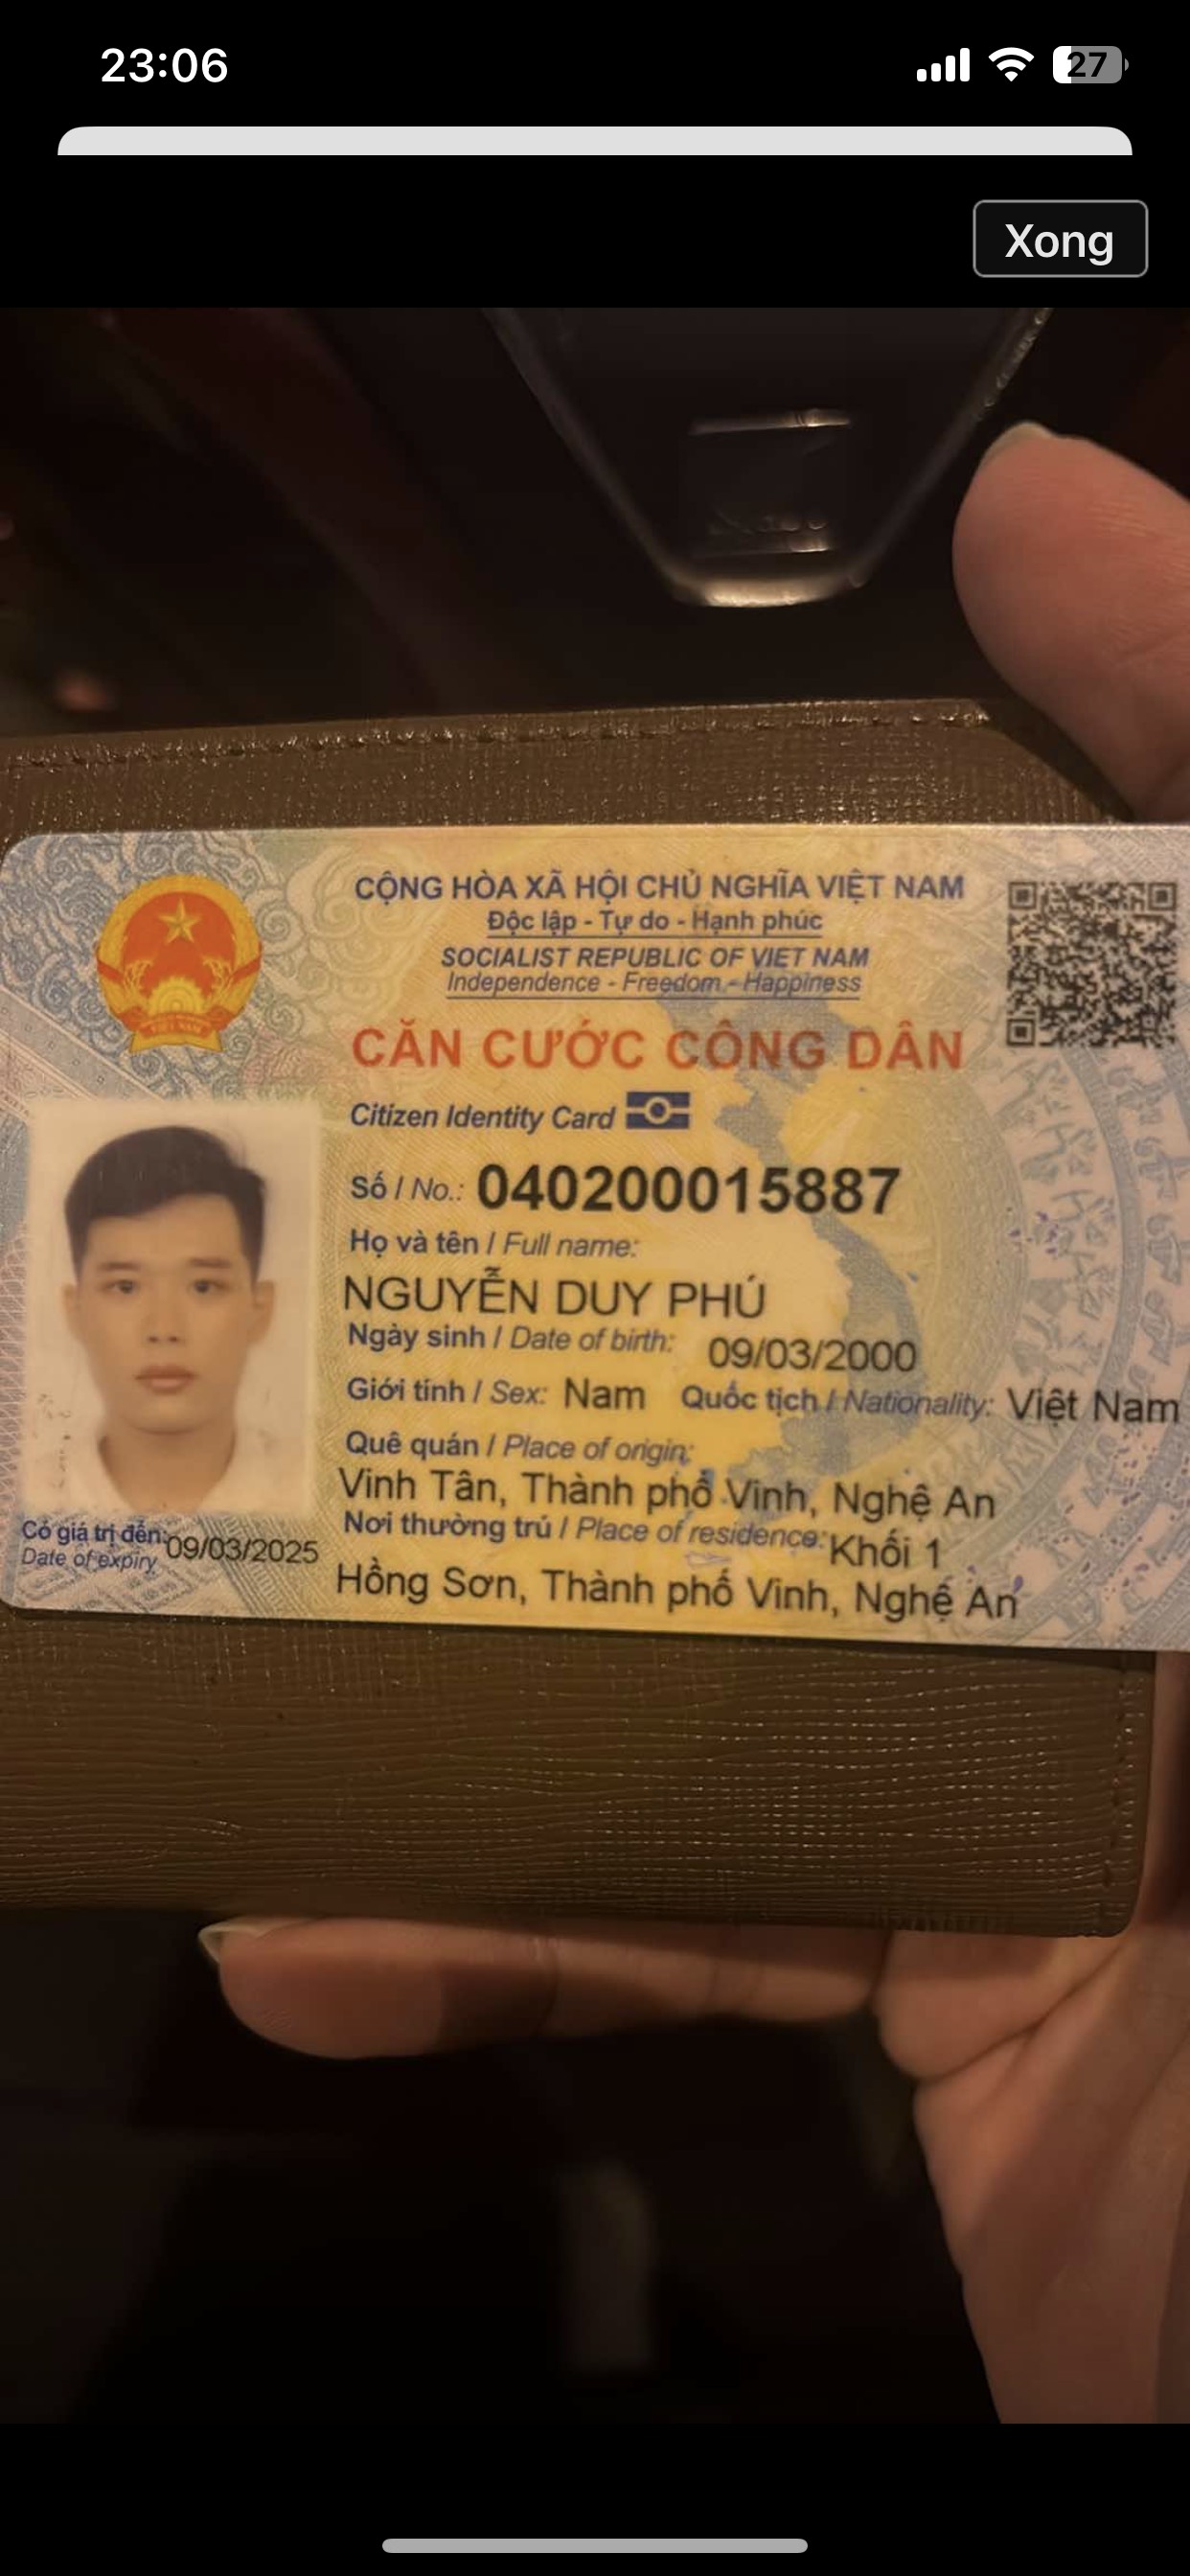 23:06
27
Xong
CỘNG HÒA XÃ HỘI CHỦ NGHĨA VIỆT NAM
Độc lập - Tự do - Hạnh phúc
SOCIALIST REPUBLIC OF VIET NAM
Independence - Freedom - Happiness
CĂN CƯỚC CÔNG DÂN
Citizen Identity Card
Số / No.: 040200015887
Họ và tên / Full name:
NGUYỄN DUY PHÚ
Ngày sinh / Date of birth: 09/03/2000
Giới tính / Sex: Nam Quốc tịch / Nationality: Việt Nam
Quê quán / Place of origin:
Vinh Tân, Thành phố Vinh, Nghệ An
Nơi thường trú / Place of residence: Khối 1
Hồng Sơn, Thành phố Vinh, Nghệ An
Có giá trị đến: 09/03/2025
Date of expiry